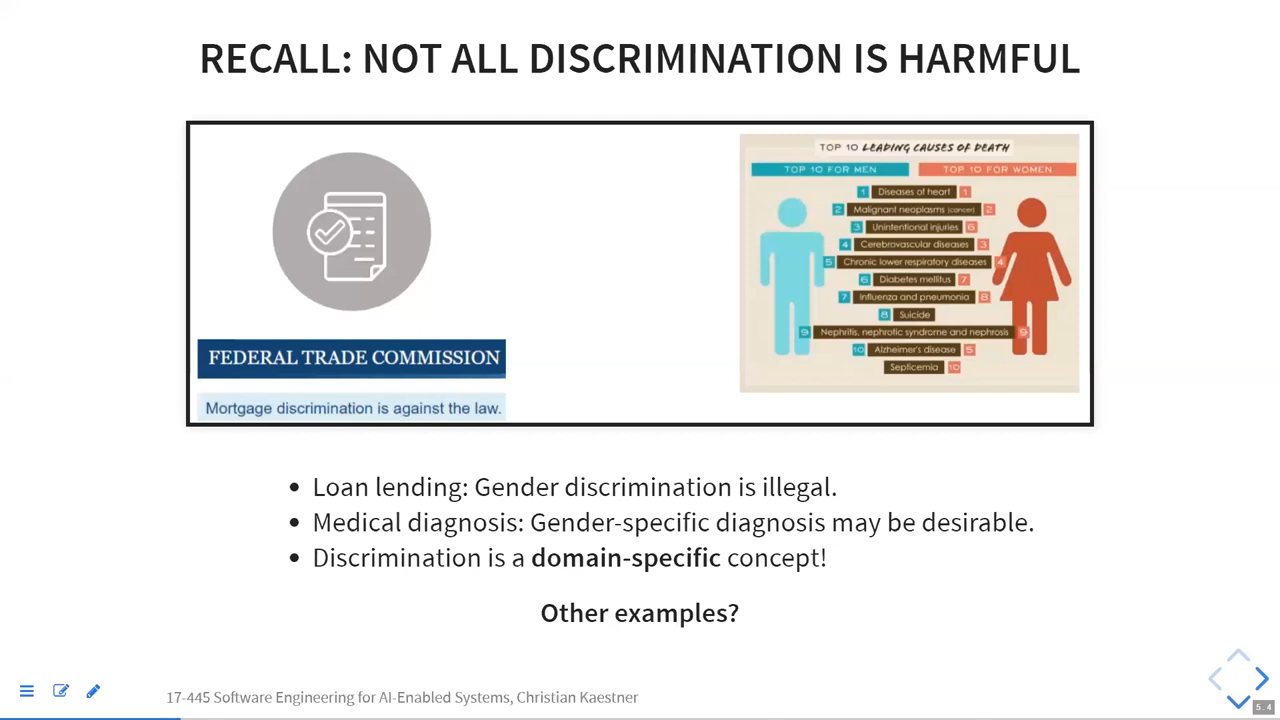 RECALL: NOT ALL DISCRIMINATION IS HARMFUL
FEDERAL TRADE COMMISSION
Mortgage discrimination is against the law.
TOP 10 LEADING CAUSES OF DEATH
TOP 10 FOR MEN TOP 10 FOR WOMEN
1 Diseases of heart 1
2 Malignant neoplasms (cancer) 2
3 Unintentional injuries 6
4 Cerebrovascular diseases 3
5 Chronic lower respiratory diseases 4
6 Diabetes mellitus 7
7 Influenza and pneumonia 8
8 Suicide
9 Nephritis, nephrotic syndrome and nephrosis 9
10 Alzheimer's disease 5
Septicemia 10
• Loan lending: Gender discrimination is illegal.
• Medical diagnosis: Gender-specific diagnosis may be desirable.
• Discrimination is a domain-specific concept!
Other examples?
17-445 Software Engineering for AI-Enabled Systems, Christian Kaestner
5.4